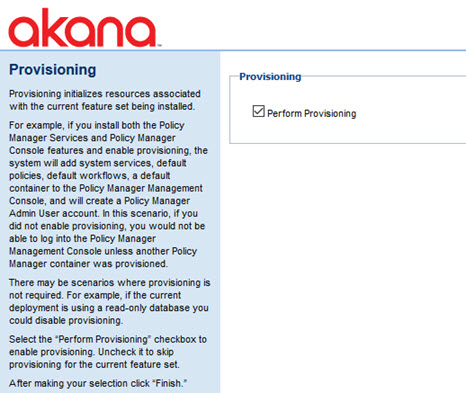 akana
Provisioning
Provisioning initializes resources associated
with the current feature set being installed.
For example, if you install both the Policy
Manager Services and Policy Manager
Console features and enable provisioning, the
system will add system services, default
policies, default workflows, a default
container to the Policy Manager Management
Console, and will create a Policy Manager
Admin User account. In this scenario, if you
did not enable provisioning, you would not be
able to log into the Policy Manager
Management Console unless another Policy
Manager container was provisioned.
There may be scenarios where provisioning is
not required. For example, if the current
deployment is using a read-only database you
could disable provisioning.
Select the “Perform Provisioning” checkbox to
enable provisioning. Uncheck it to skip
provisioning for the current feature set.
After making your selection click “Finish.”
Provisioning
Perform Provisioning